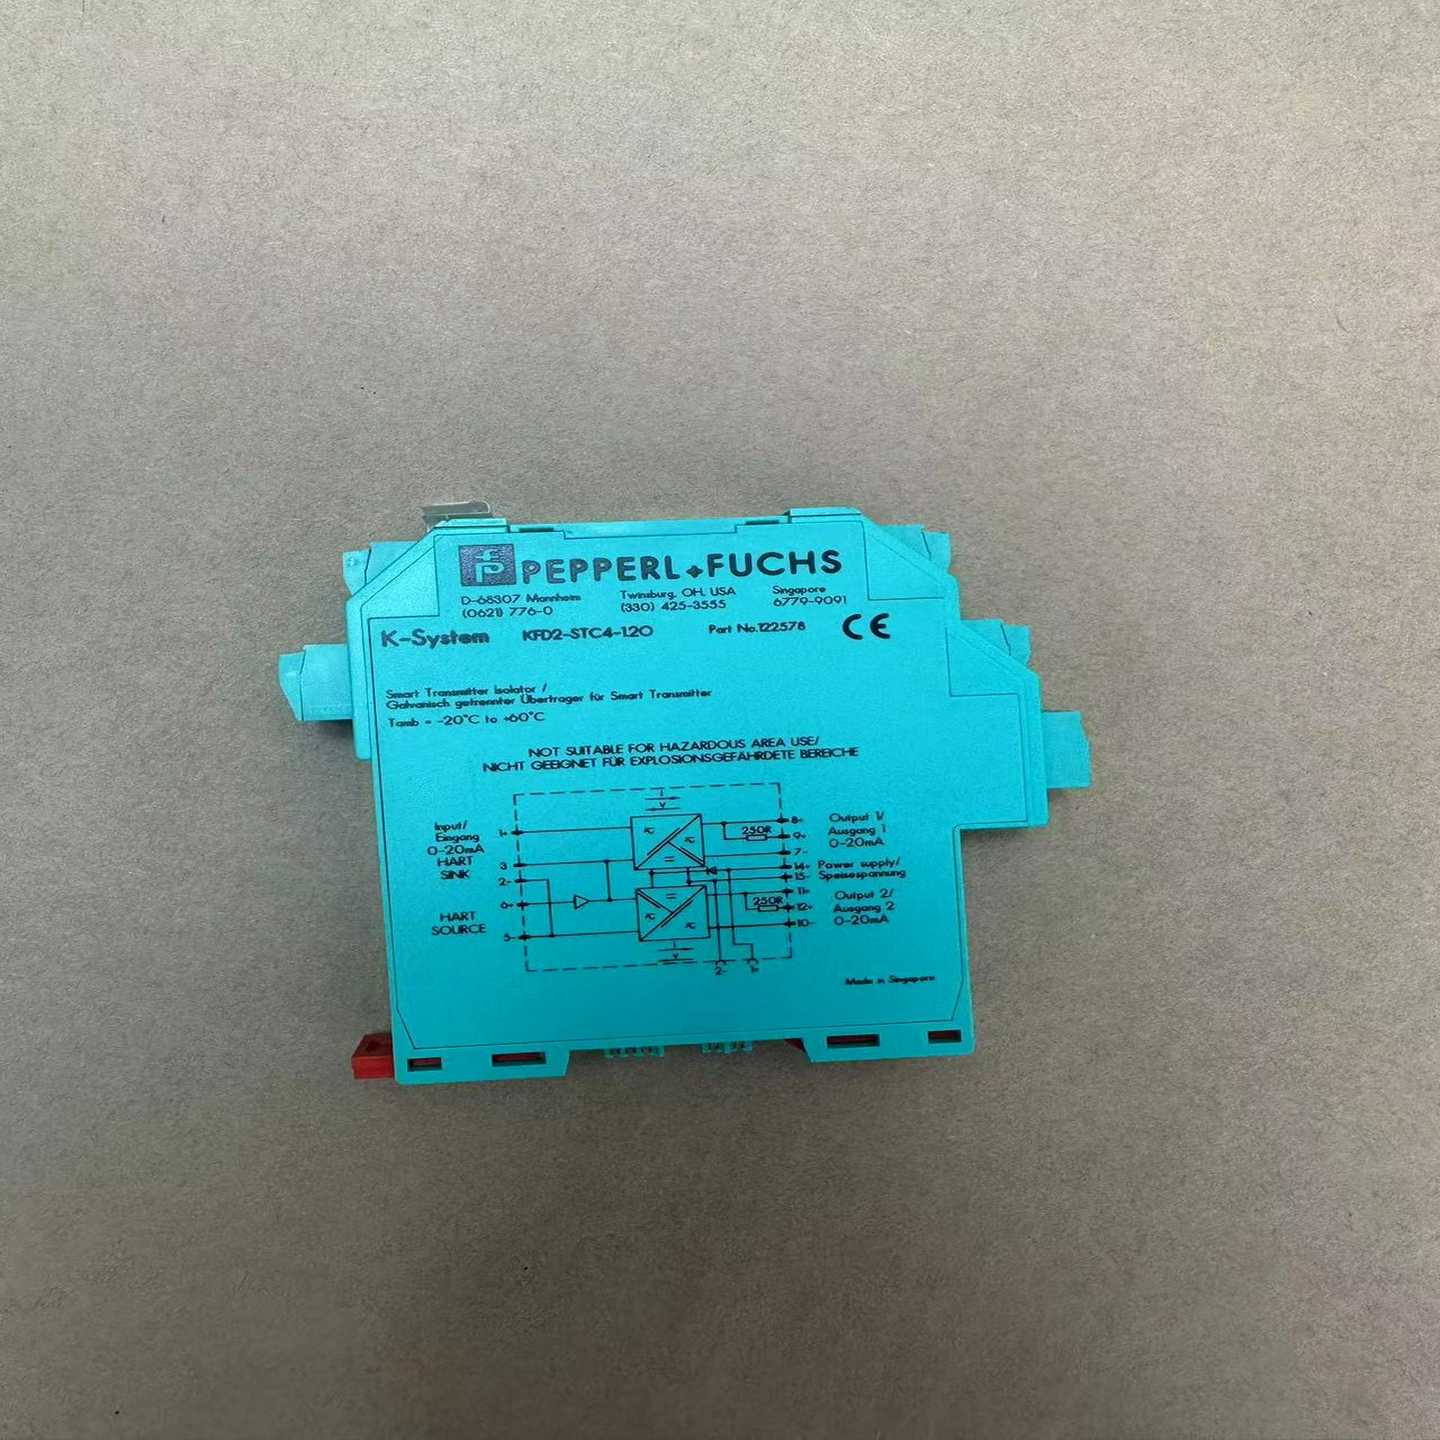 PEPPERL+FUCHS
D-68307 Mannheim Twinsburg, OH, USA Singapore
(0621) 776-0 (330) 425-3555 6779-9091
K-System KFD2-STC4-1.2O Part No.122578 CE
Smart Transmitter Isolator /
Galvanisch getrennter Übertrager für Smart Transmitter
Tamb = -20°C to +60°C
NOT SUITABLE FOR HAZARDOUS AREA USE/
NICHT GEEIGNET FÜR EXPLOSIONSGEFÄHRDETE BEREICHE
Input/
Eingang
0-20mA
HART
SINK
HART
SOURCE
1+
3
2-
6+
5-
250R
250R
8+
9+
7-
14+
15-
11+
12+
10-
Output 1/
Ausgang 1
0-20mA
Power supply/
Speisespannung
Output 2/
Ausgang 2
0-20mA
2- 1+
Made in Singapore